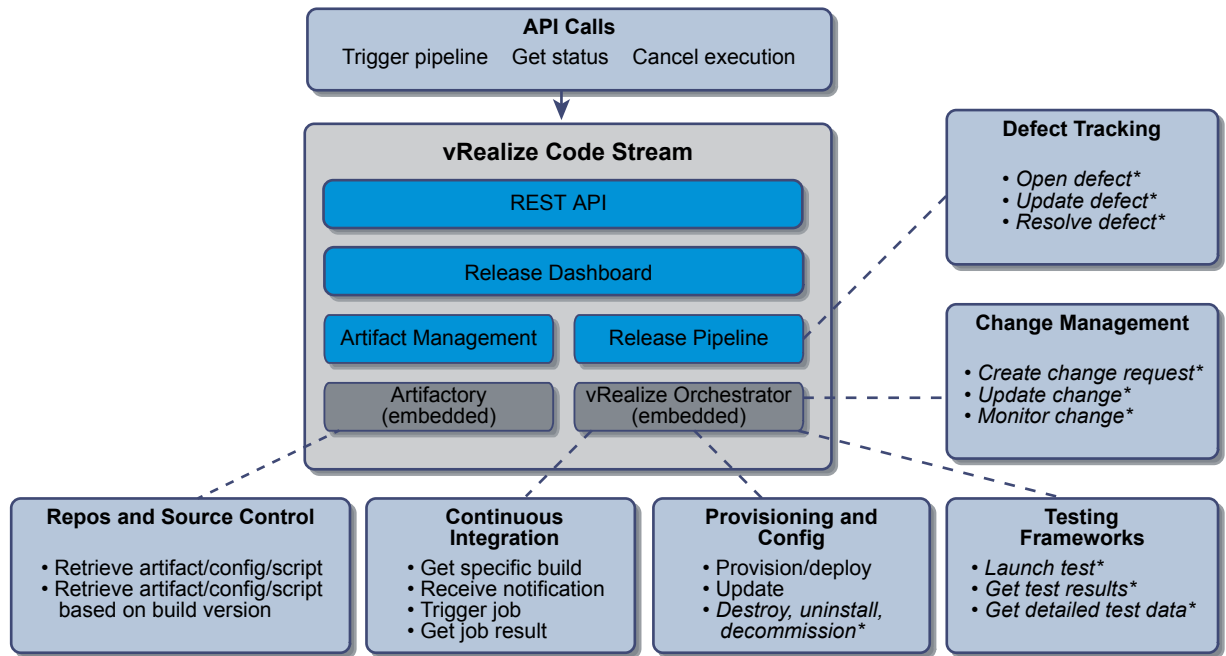 API Calls
Trigger pipeline Get status Cancel execution
vRealize Code Stream
REST API
Release Dashboard
Artifact Management
Release Pipeline
Artifactory
(embedded)
vRealize Orchestrator
(embedded)
Defect Tracking
• Open defect*
• Update defect*
• Resolve defect*
Change Management
• Create change request*
• Update change*
• Monitor change*
Repos and Source Control
• Retrieve artifact/config/script
• Retrieve artifact/config/script
based on build version
Continuous
Integration
• Get specific build
• Receive notification
• Trigger job
• Get job result
Provisioning and
Config
• Provision/deploy
• Update
• Destroy, uninstall,
decommission*
Testing
Frameworks
• Launch test*
• Get test results*
• Get detailed test data*